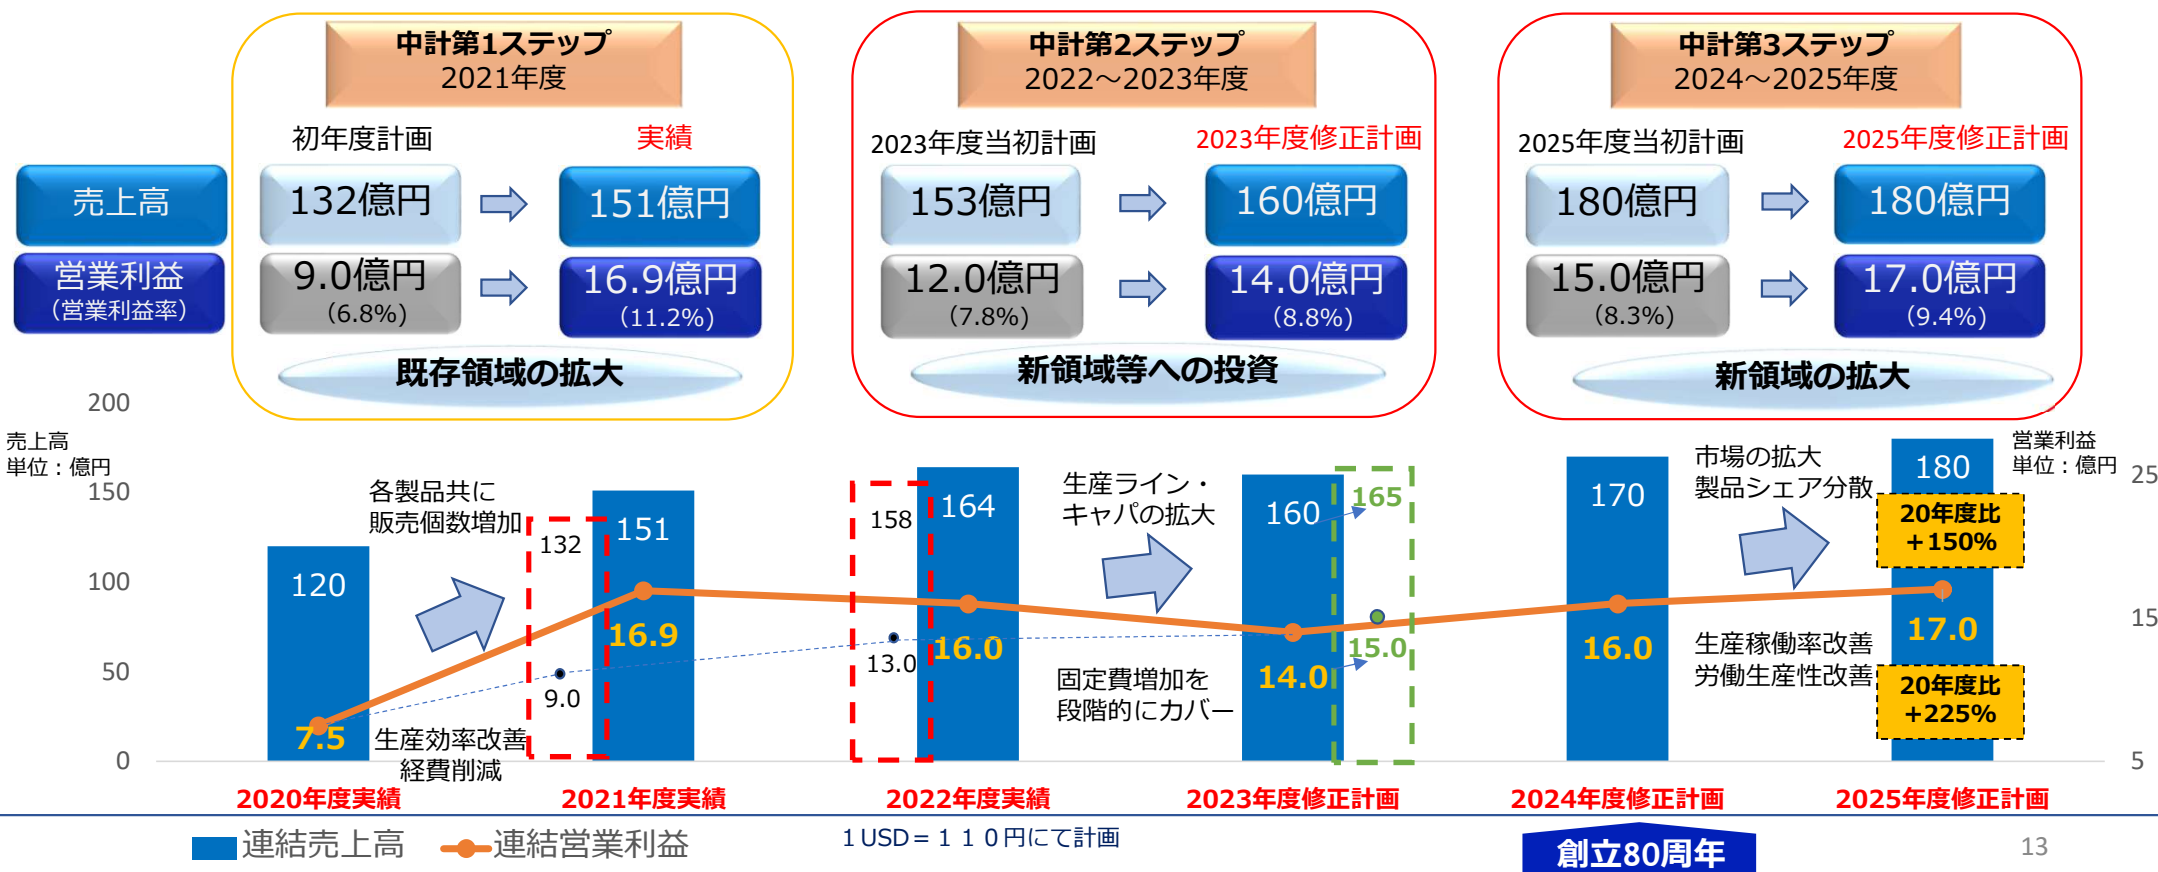 中計第1ステップ
2021年度
初年度計画
実績
132億円
151億円
9.0億円
(6.8%)
16.9億円
(11.2%)
既存領域の拡大
売上高
営業利益
(営業利益率)
中計第2ステップ
2022～2023年度
2023年度当初計画
2023年度修正計画
153億円
160億円
12.0億円
(7.8%)
14.0億円
(8.8%)
新領域等への投資
中計第3ステップ
2024～2025年度
2025年度当初計画
2025年度修正計画
180億円
180億円
15.0億円
(8.3%)
17.0億円
(9.4%)
新領域の拡大
売上高
単位：億円
200
150
100
50
0
営業利益
単位：億円
25
15
5
各製品共に
販売個数増加
生産ライン・
キャパの拡大
市場の拡大
製品シェア分散
120
132
151
158
164
160
165
170
180
20年度比
＋150%
7.5
9.0
16.9
13.0
16.0
14.0
15.0
16.0
17.0
20年度比
+225%
生産効率改善
経費削減
固定費増加を
段階的にカバー
生産稼働率改善
労働生産性改善
2020年度実績
2021年度実績
2022年度実績
2023年度修正計画
2024年度修正計画
2025年度修正計画
連結売上高
連結営業利益
1USD＝１１０円にて計画
創立80周年
13